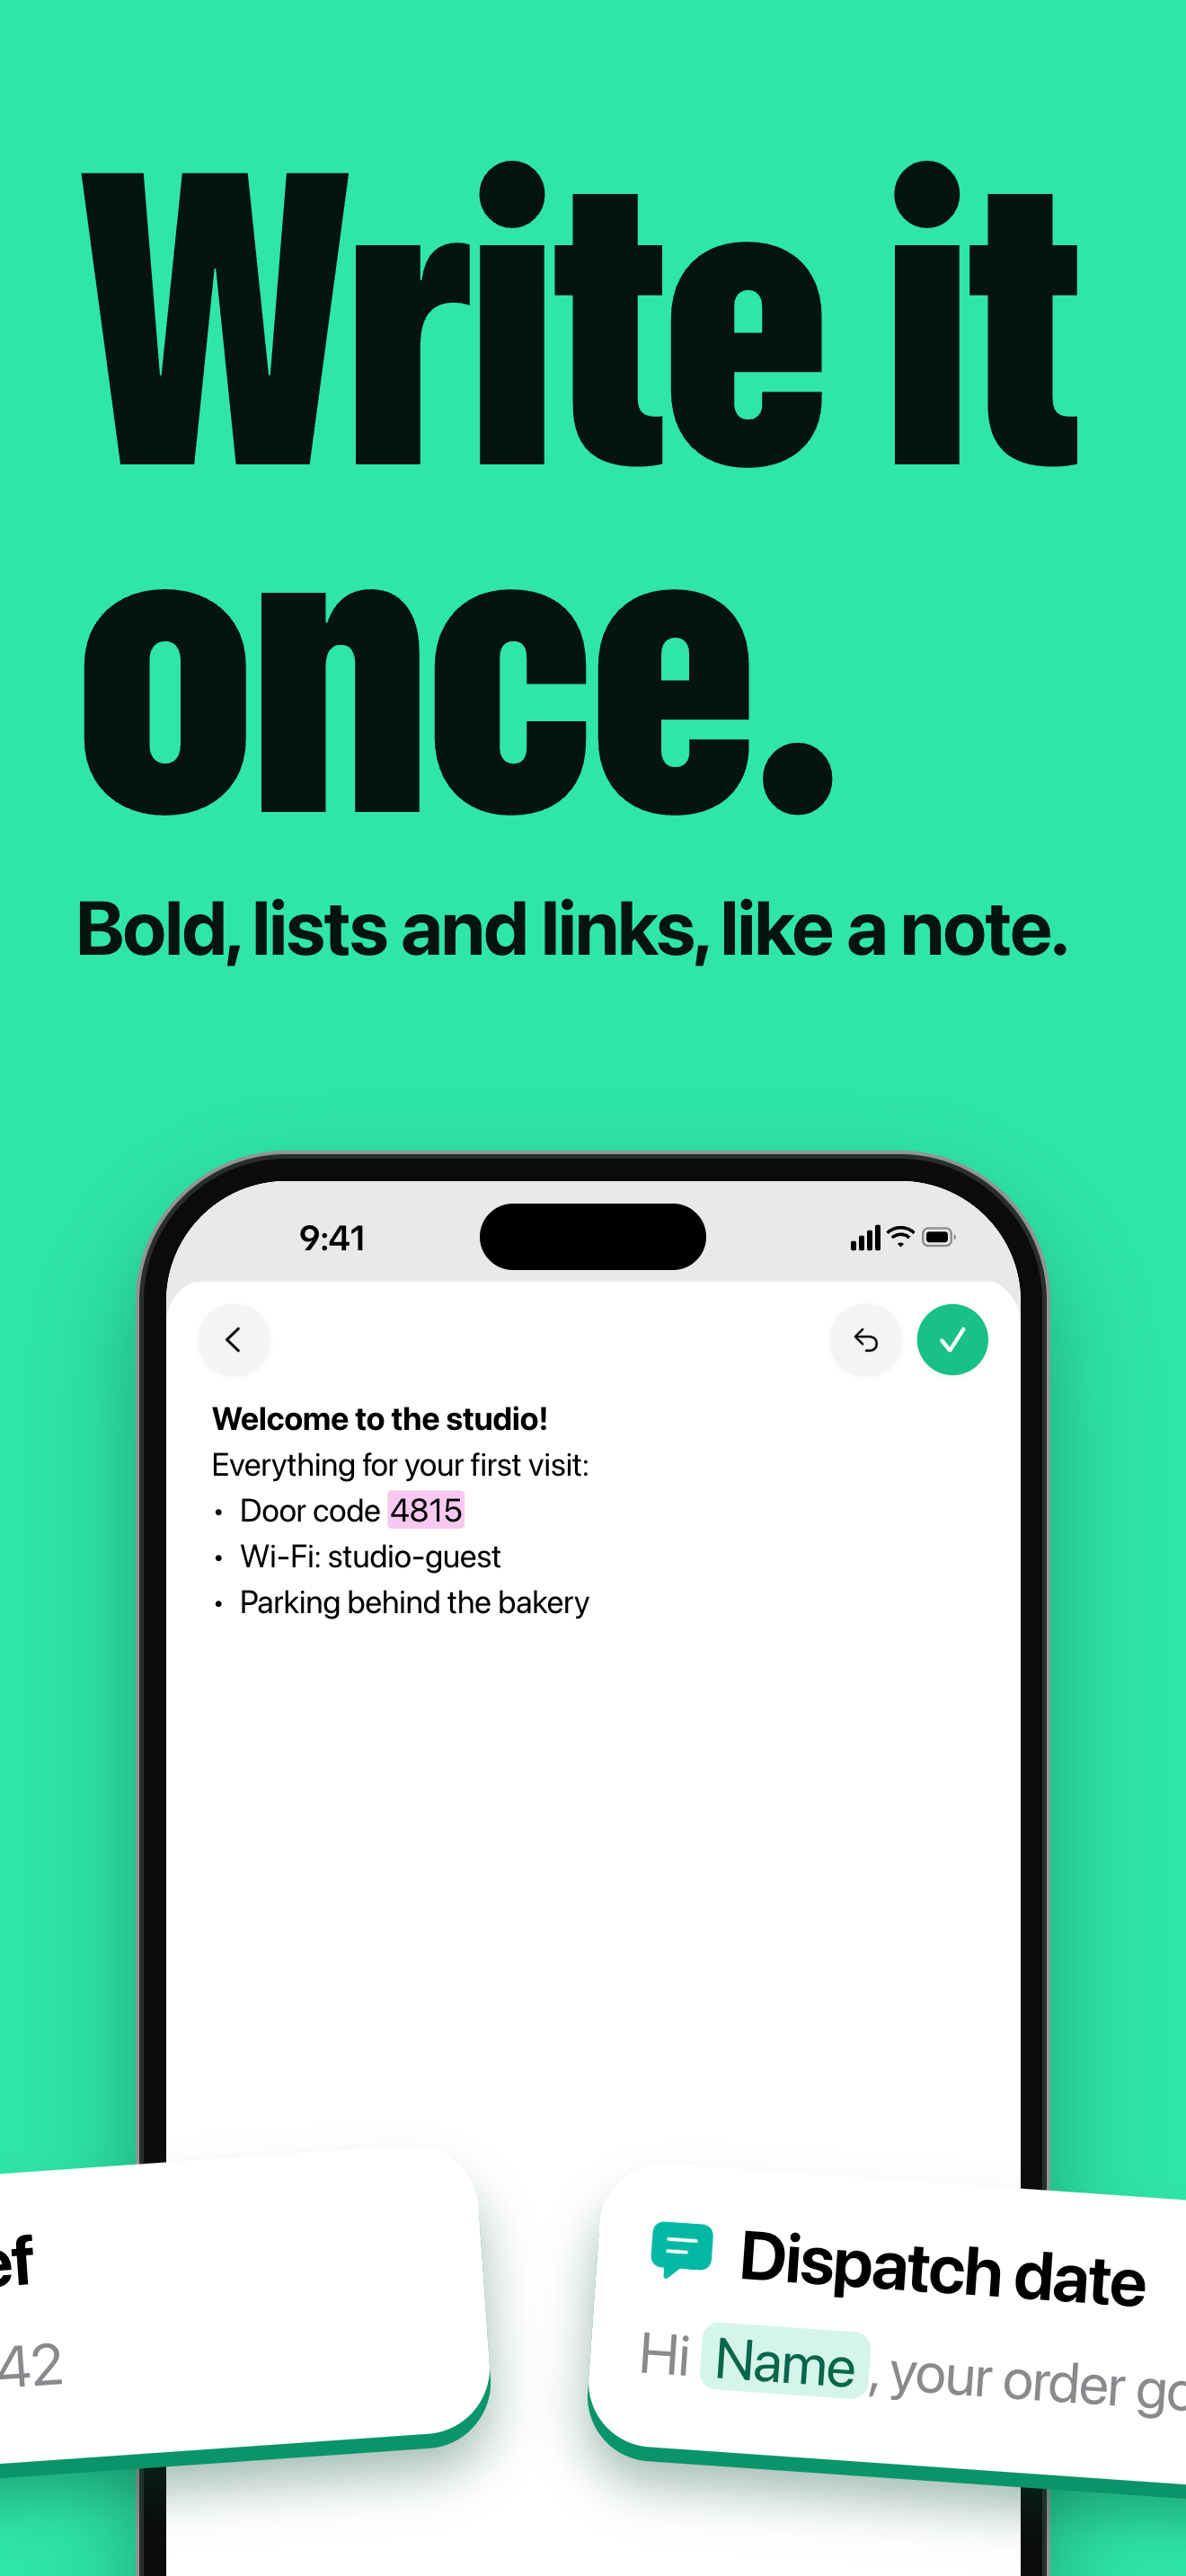 Write it
once.
Bold, lists and links, like a note.
9:41
Welcome to the studio!
Everything for your first visit:
• Door code 4815
• Wi-Fi: studio-guest
• Parking behind the bakery
ef
42
Dispatch date
Hi Name, your order go